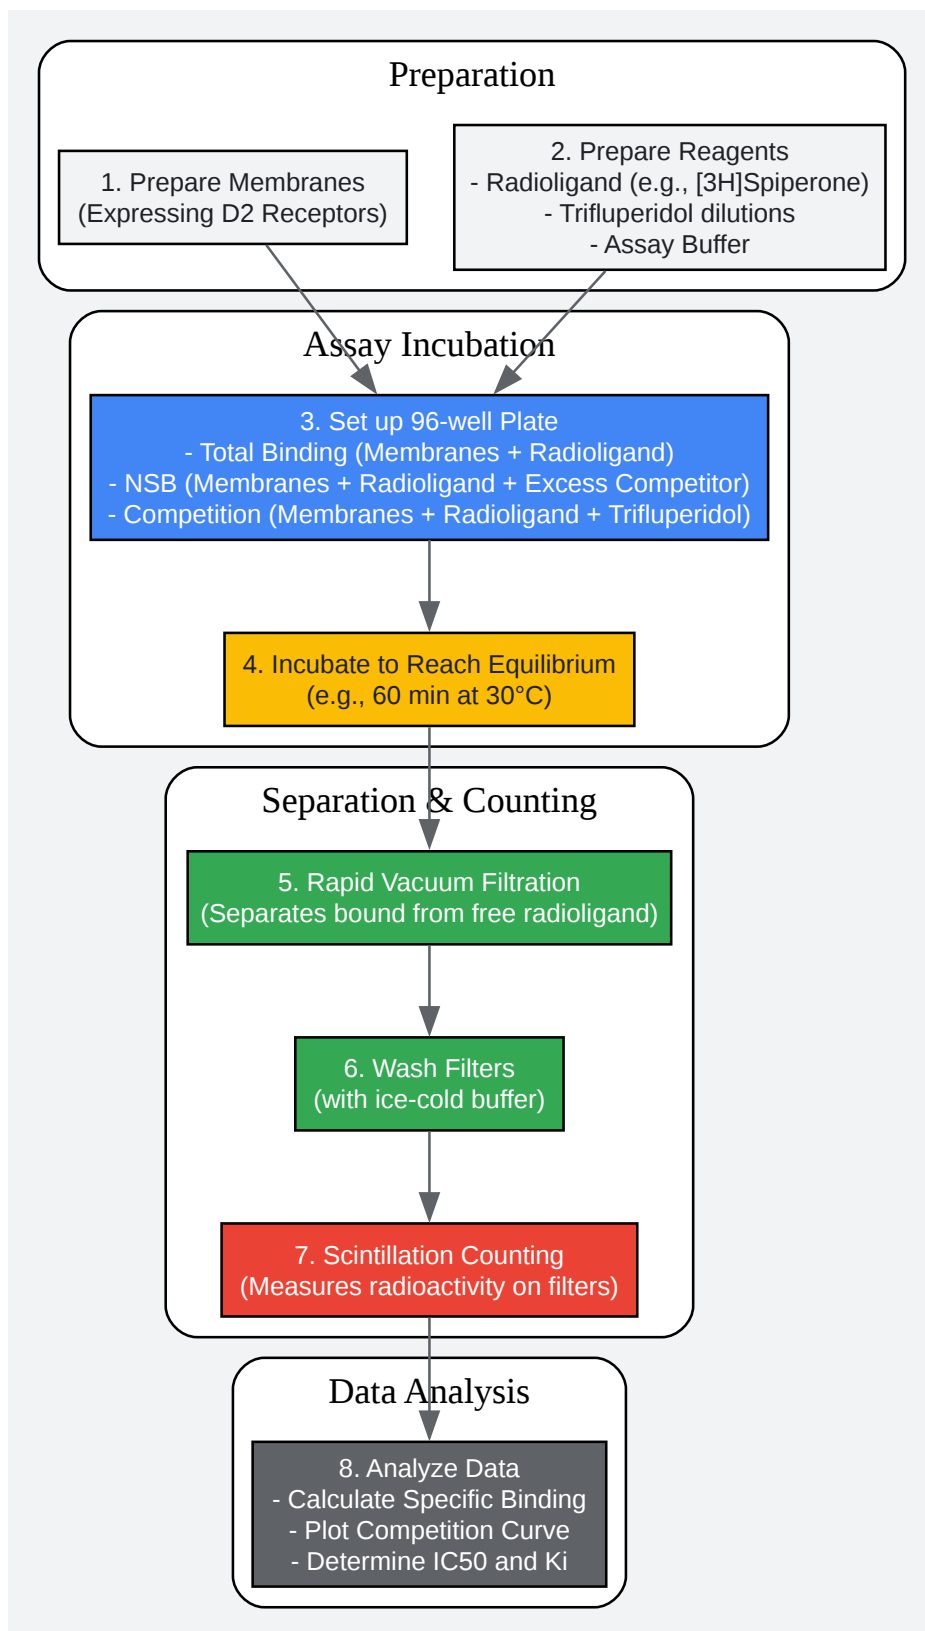 Preparation
1. Prepare Membranes
(Expressing D2 Receptors)
2. Prepare Reagents
- Radioligand (e.g., [3H]Spiperone)
- Trifluperidol dilutions
- Assay Buffer
Assay Incubation
3. Set up 96-well Plate
- Total Binding (Membranes + Radioligand)
- NSB (Membranes + Radioligand + Excess Competitor)
- Competition (Membranes + Radioligand + Trifluperidol)
4. Incubate to Reach Equilibrium
(e.g., 60 min at 30°C)
Separation & Counting
5. Rapid Vacuum Filtration
(Separates bound from free radioligand)
6. Wash Filters
(with ice-cold buffer)
7. Scintillation Counting
(Measures radioactivity on filters)
Data Analysis
8. Analyze Data
- Calculate Specific Binding
- Plot Competition Curve
- Determine IC50 and Ki